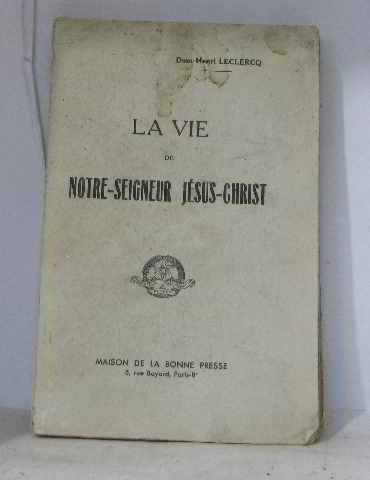 Dom Henri LECLERCQ
LA VIE
DE
NOTRE-SEIGNEUR JÉSUS-CHRIST
MAISON DE LA BONNE PRESSE
5, rue Bayard, Paris-8e